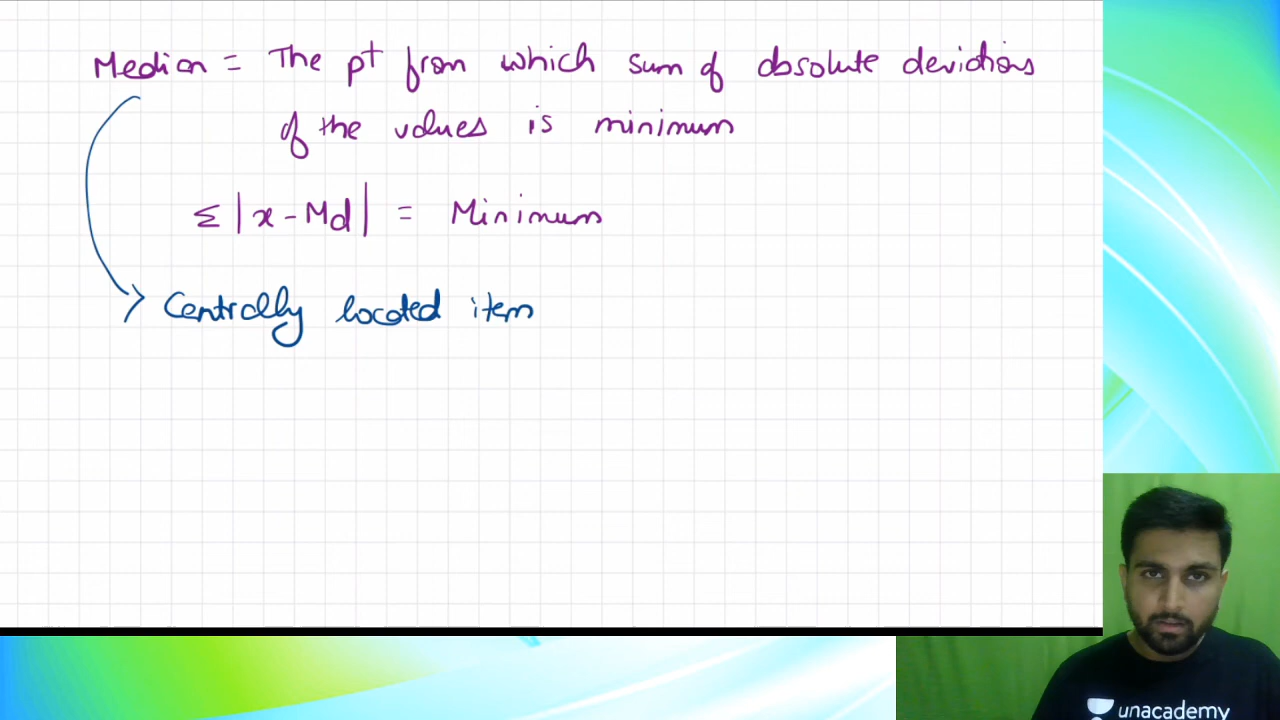 Median = The pt from which sum of absolute deviations
of the values is minimum
Σ|x - Md| = Minimum
Centrally located item
unacademy